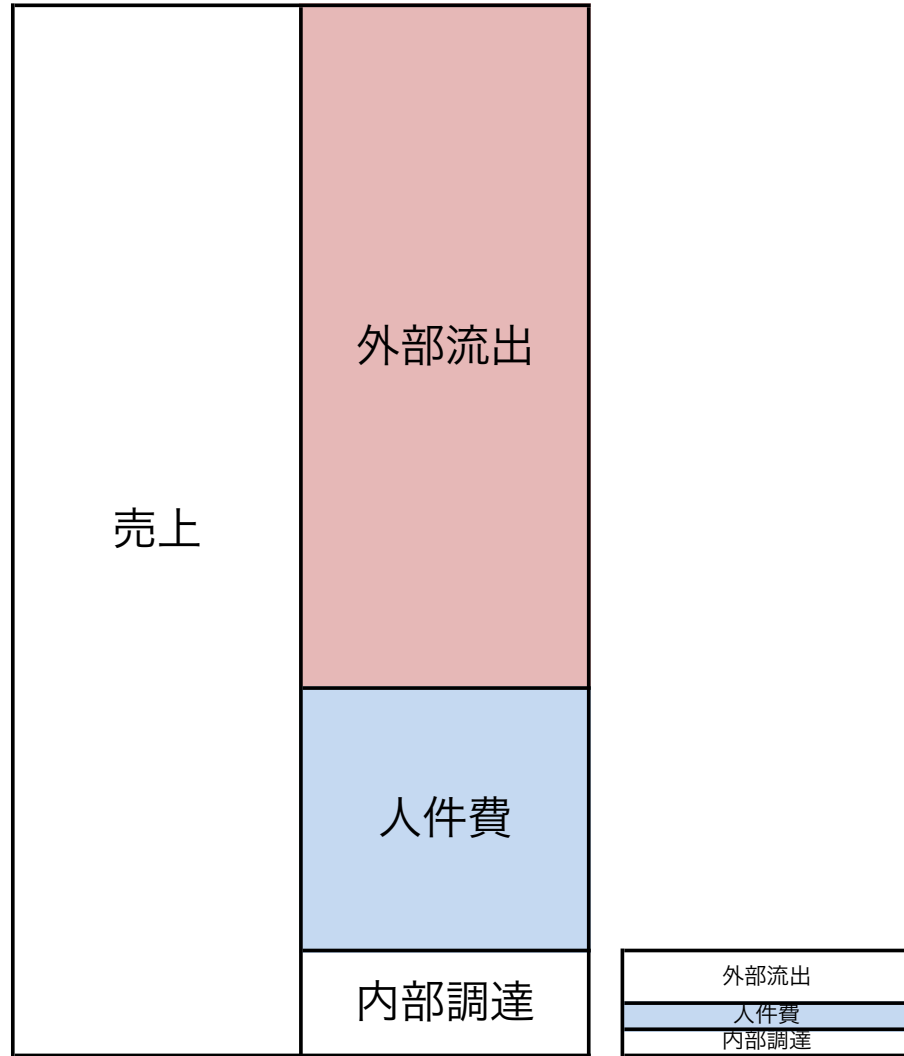 外部流出
売上
人件費
内部調達
外部流出
人件費
内部調達